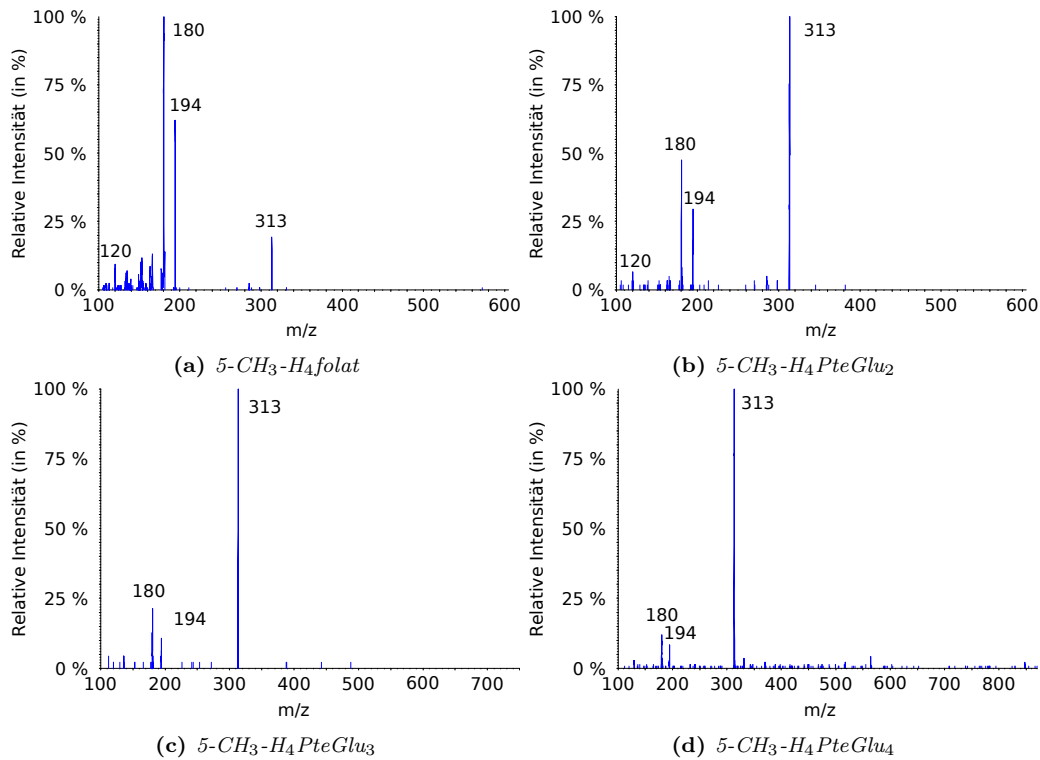 100 %
180
75 %
194
50 %
25 %
313
120
0 %
100 200 300 400 500 600
m/z
Relative Intensität (in %)
(a) 5-CH₃-H₄folat
100 %
313
75 %
50 %
180
194
25 %
120
0 %
100 200 300 400 500 600
m/z
Relative Intensität (in %)
(b) 5-CH₃-H₄PteGlu₂
100 %
313
75 %
50 %
25 %
180
194
0 %
100 200 300 400 500 600 700
m/z
Relative Intensität (in %)
(c) 5-CH₃-H₄PteGlu₃
100 %
313
75 %
50 %
25 %
180
194
0 %
100 200 300 400 500 600 700 800
m/z
Relative Intensität (in %)
(d) 5-CH₃-H₄PteGlu₄